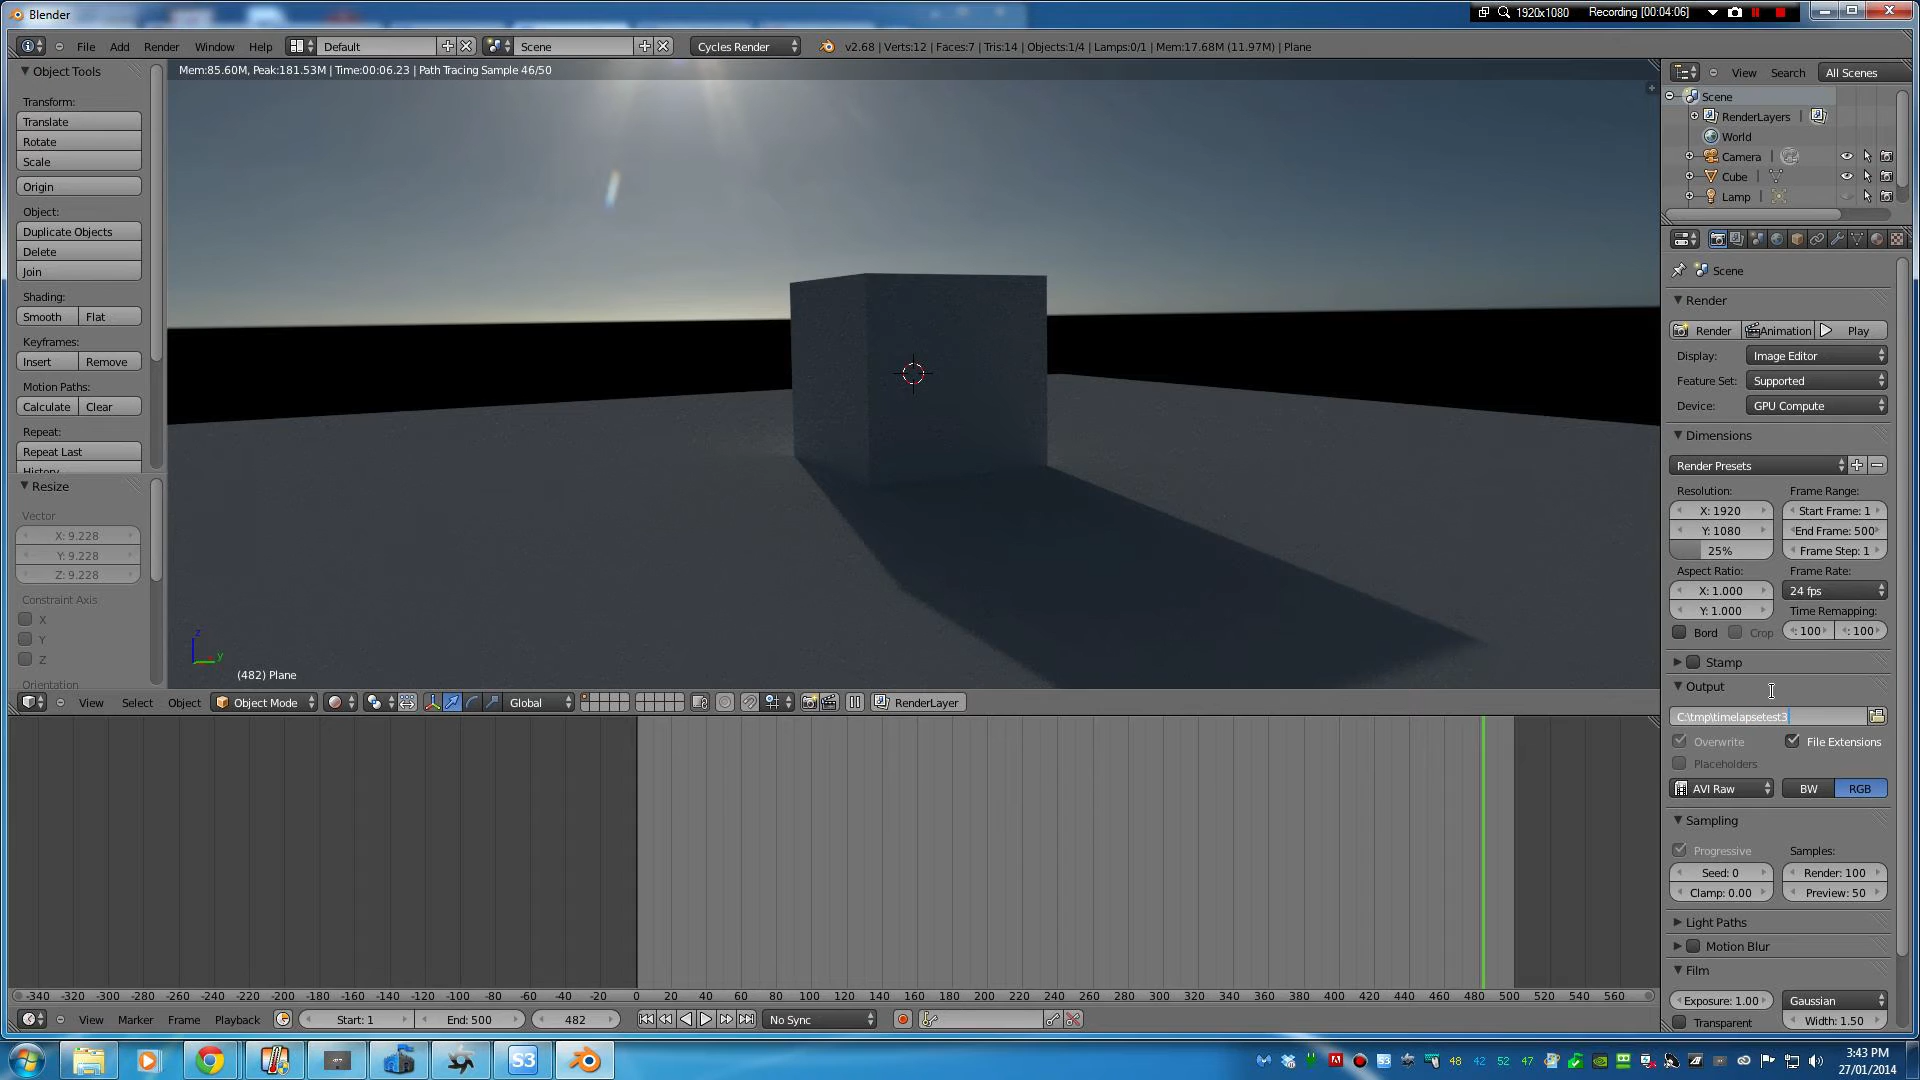 Blender
1920x1080 Recording [00:04:06]
File Add Render Window Help Default Scene Cycles Render v2.68 | Verts:12 | Faces:7 | Tris:14 | Objects:1/4 | Lamps:0/1 | Mem:17.68M (11.97M) | Plane
Mem:85.60M, Peak:181.53M | Time:00:06.23 | Path Tracing Sample 46/50
Object Tools
Transform:
Translate
Rotate
Scale
Origin
Object:
Duplicate Objects
Delete
Join
Shading:
Smooth Flat
Keyframes:
Insert Remove
Motion Paths:
Calculate Clear
Repeat:
Repeat Last
History
Resize
Vector
X: 9.228
Y: 9.228
Z: 9.228
Constraint Axis
X
Y
Z
Orientation
z
y
(482) Plane
View Select Object Object Mode Global RenderLayer
View Search All Scenes
Scene
RenderLayers
World
Camera
Cube
Lamp
Scene
Render
Render Animation Play
Display: Image Editor
Feature Set: Supported
Device: GPU Compute
Dimensions
Render Presets
Resolution: Frame Range:
X: 1920 Start Frame: 1
Y: 1080 End Frame: 500
25% Frame Step: 1
Aspect Ratio: Frame Rate:
X: 1.000 24 fps
Y: 1.000 Time Remapping:
Bord Crop : 100 : 100
Stamp
Output
C:\tmp\timelapsetest3
Overwrite File Extensions
Placeholders
AVI Raw BW RGB
Sampling
Progressive Samples:
Seed: 0 Render: 100
Clamp: 0.00 Preview: 50
Light Paths
Motion Blur
Film
Exposure: 1.00 Gaussian
Transparent Width: 1.50
-340 -320 -300 -280 -260 -240 -220 -200 -180 -160 -140 -120 -100 -80 -60 -40 -20 0 20 40 60 80 100 120 140 160 180 200 220 240 260 280 300 320 340 360 380 400 420 440 460 480 500 520 540 560
View Marker Frame Playback Start: 1 End: 500 482 No Sync
S3
S3 48 42 52 47
3:43 PM
27/01/2014